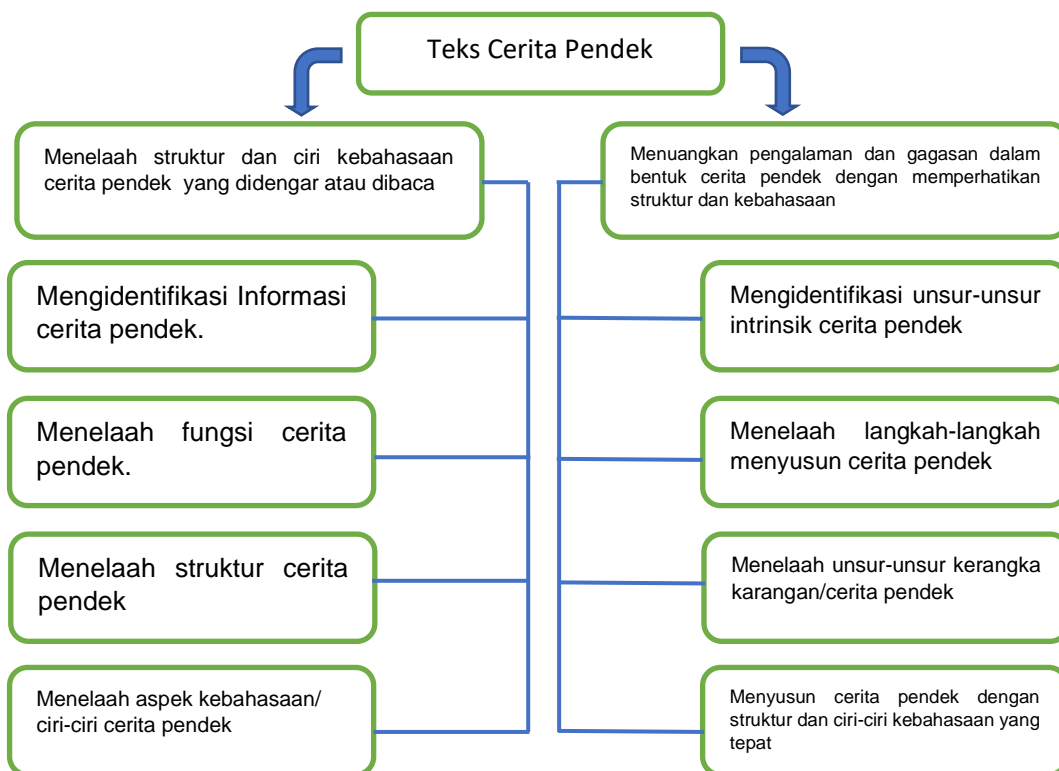 Teks Cerita Pendek
Menelaah struktur dan ciri kebahasaan
cerita pendek yang didengar atau dibaca
Mengidentifikasi Informasi
cerita pendek.
Menelaah fungsi cerita
pendek.
Menelaah struktur cerita
pendek
Menelaah aspek kebahasaan/
ciri-ciri cerita pendek
Menuangkan pengalaman dan gagasan dalam
bentuk cerita pendek dengan memperhatikan
struktur dan kebahasaan
Mengidentifikasi unsur-unsur
intrinsik cerita pendek
Menelaah langkah-langkah
menyusun cerita pendek
Menelaah unsur-unsur kerangka
karangan/cerita pendek
Menyusun cerita pendek dengan
struktur dan ciri-ciri kebahasaan yang
tepat